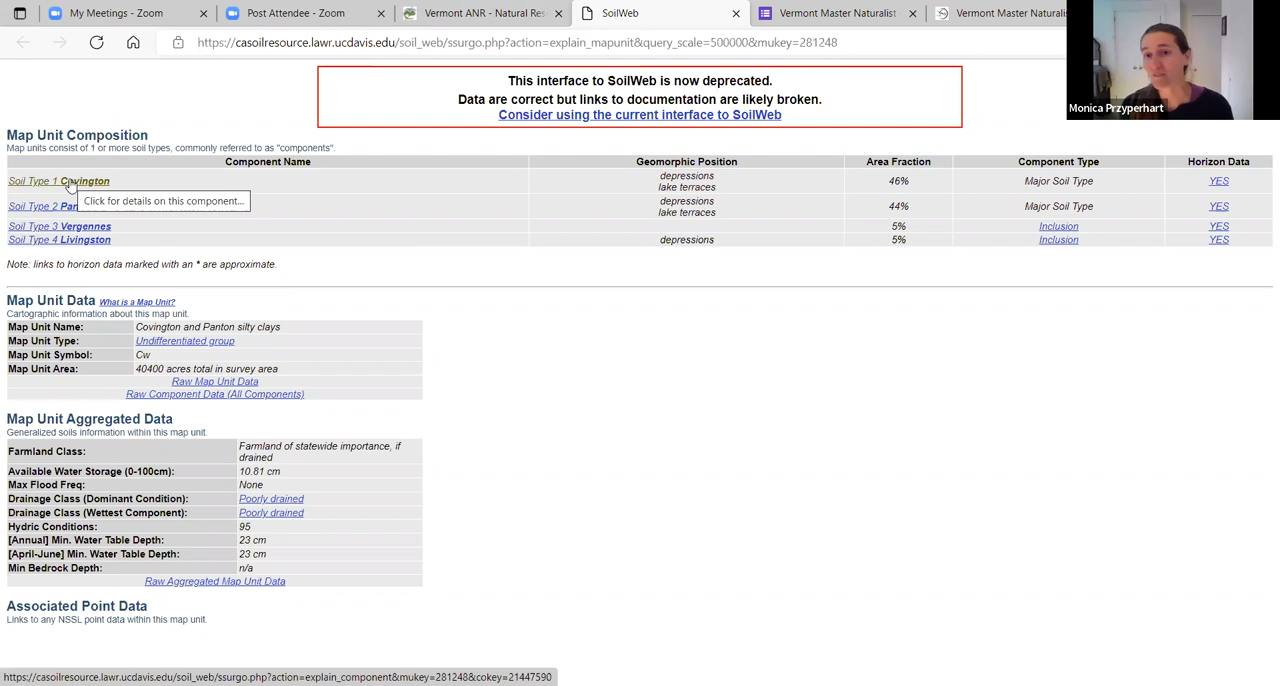 My Meetings - Zoom
Post Attendee - Zoom
Vermont ANR - Natural Res
SoilWeb
Vermont Master Naturalist
Vermont Master Naturalis
https://casoilresource.lawr.ucdavis.edu/soil_web/ssurgo.php?action=explain_mapunit&query_scale=500000&mukey=281248
Monica Przyperhart
This interface to SoilWeb is now deprecated.
Data are correct but links to documentation are likely broken.
Consider using the current interface to SoilWeb
Map Unit Composition
Map units consist of 1 or more soil types, commonly referred to as "components".
Component Name Geomorphic Position Area Fraction Component Type Horizon Data
Soil Type 1 Covington depressions lake terraces 46% Major Soil Type YES
Click for details on this component...
Soil Type 2 Pan depressions lake terraces 44% Major Soil Type YES
Soil Type 3 Vergennes 5% Inclusion YES
Soil Type 4 Livingston depressions 5% Inclusion YES
Note: links to horizon data marked with an * are approximate.
Map Unit Data What is a Map Unit?
Cartographic information about this map unit.
Map Unit Name: Covington and Panton silty clays
Map Unit Type: Undifferentiated group
Map Unit Symbol: Cw
Map Unit Area: 40400 acres total in survey area
Raw Map Unit Data
Raw Component Data (All Components)
Map Unit Aggregated Data
Generalized soils information within this map unit.
Farmland Class: Farmland of statewide importance, if drained
Available Water Storage (0-100cm): 10.81 cm
Max Flood Freq: None
Drainage Class (Dominant Condition): Poorly drained
Drainage Class (Wettest Component): Poorly drained
Hydric Conditions: 95
[Annual] Min. Water Table Depth: 23 cm
[April-June] Min. Water Table Depth: 23 cm
Min Bedrock Depth: n/a
Raw Aggregated Map Unit Data
Associated Point Data
Links to any NSSL point data within this map unit.
https://casoilresource.lawr.ucdavis.edu/soil_web/ssurgo.php?action=explain_component&mukey=281248&cokey=21447590